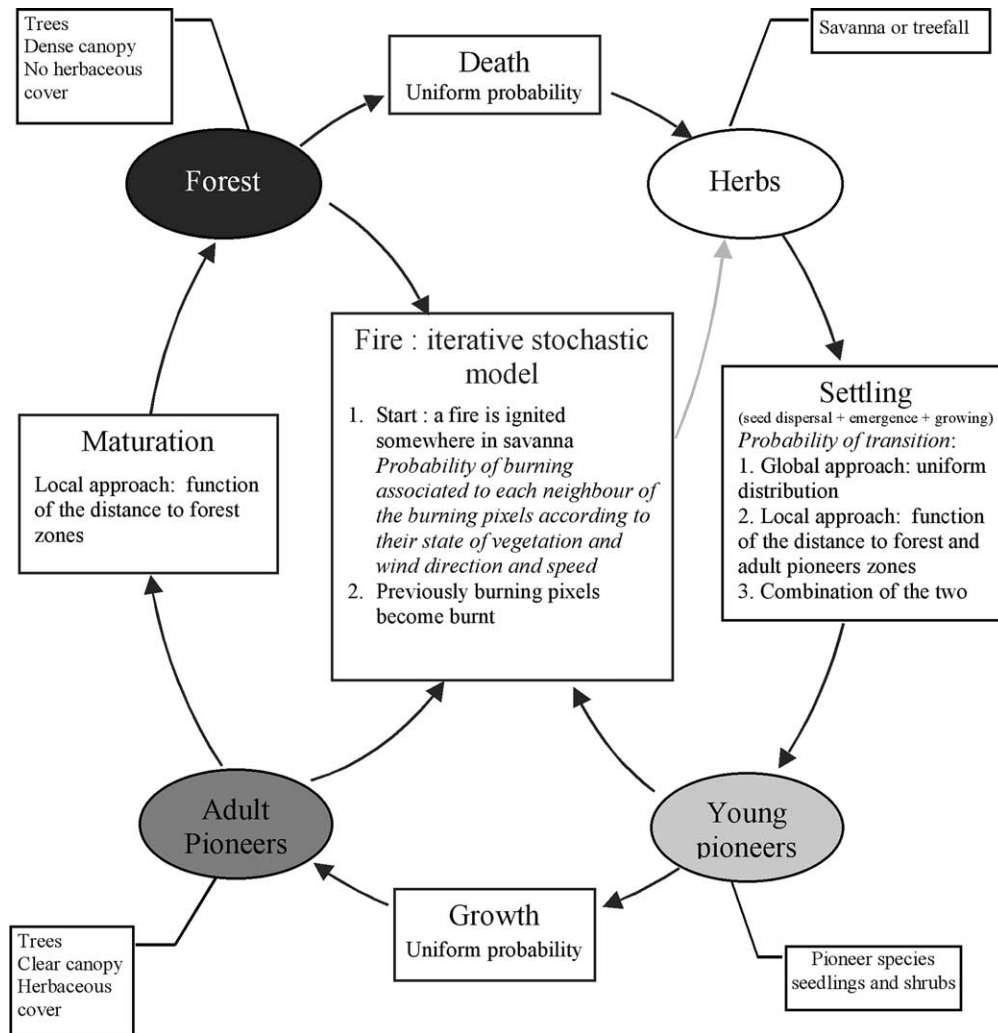 Trees
Dense canopy
No herbaceous
cover
Death
Uniform probability
Savanna or treefall
Forest
Herbs
Fire : iterative stochastic
model
1. Start : a fire is ignited
somewhere in savanna
Probability of burning
associated to each neighbour of
the burning pixels according to
their state of vegetation and
wind direction and speed
2. Previously burning pixels
become burnt
Maturation
Local approach: function
of the distance to forest
zones
Settling
(seed dispersal + emergence + growing)
Probability of transition:
1. Global approach: uniform
distribution
2. Local approach: function
of the distance to forest and
adult pioneers zones
3. Combination of the two
Adult
Pioneers
Young
pioneers
Growth
Uniform probability
Trees
Clear canopy
Herbaceous
cover
Pioneer species
seedlings and shrubs